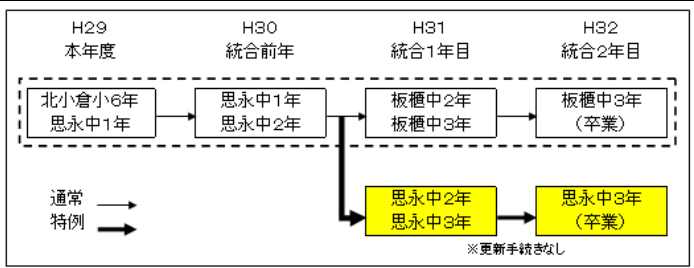 H29
本年度
H30
統合前年
H31
統合1年目
H32
統合2年目
北小倉小6年
思永中1年
思永中1年
思永中2年
板櫃中2年
板櫃中3年
板櫃中3年
(卒業)
通常
特例
思永中2年
思永中3年
思永中3年
(卒業)
※更新手続きなし